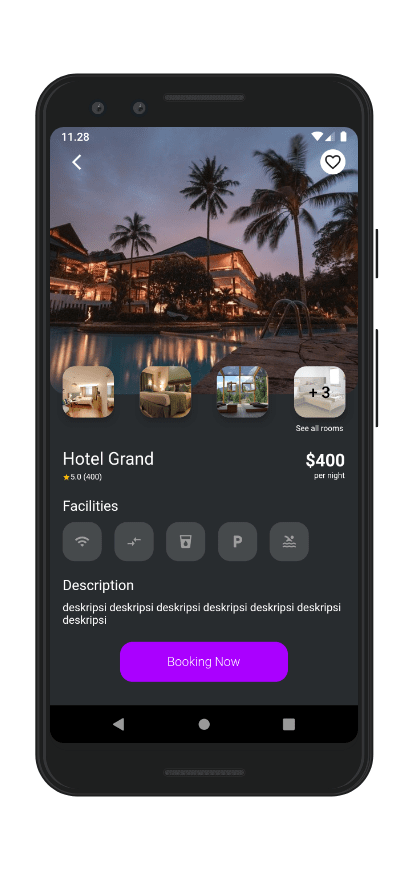 11.28
+ 3
See all rooms
Hotel Grand
$400
5.0 (400)
per night
Facilities
P
Description
deskripsi deskripsi deskripsi deskripsi deskripsi deskripsi
deskripsi
Booking Now